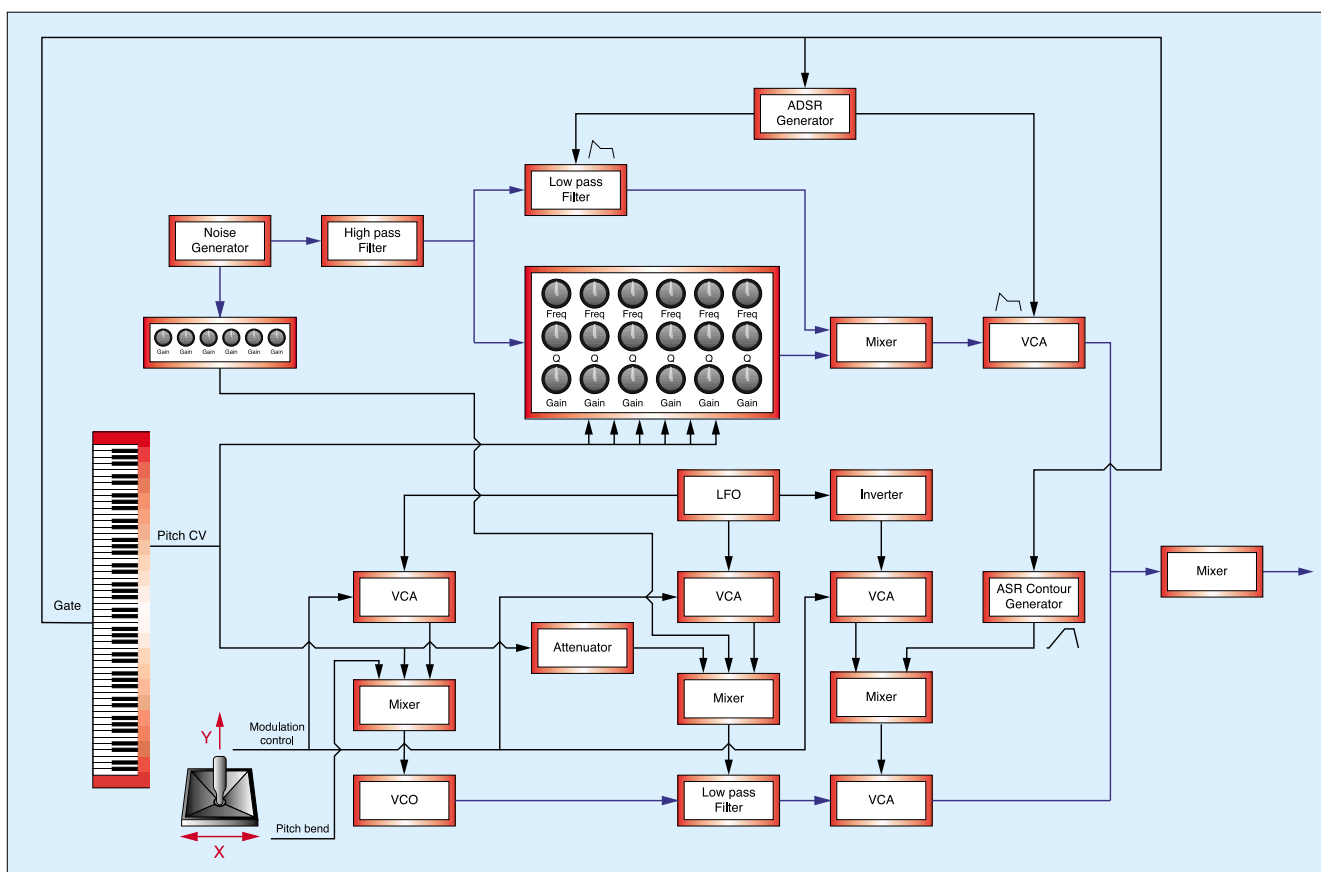 ADSR
Generator
Low pass
Filter
Noise
Generator
High pass
Filter
Freq Freq Freq Freq Freq Freq
Q Q Q Q Q Q
Gain Gain Gain Gain Gain Gain
Gain Gain Gain Gain Gain Gain
Mixer
VCA
LFO
Inverter
Pitch CV
Gate
VCA
VCA
VCA
ASR Contour
Generator
Mixer
Attenuator
Mixer
Mixer
Mixer
Modulation
control
Y
X
Pitch bend
VCO
Low pass
Filter
VCA